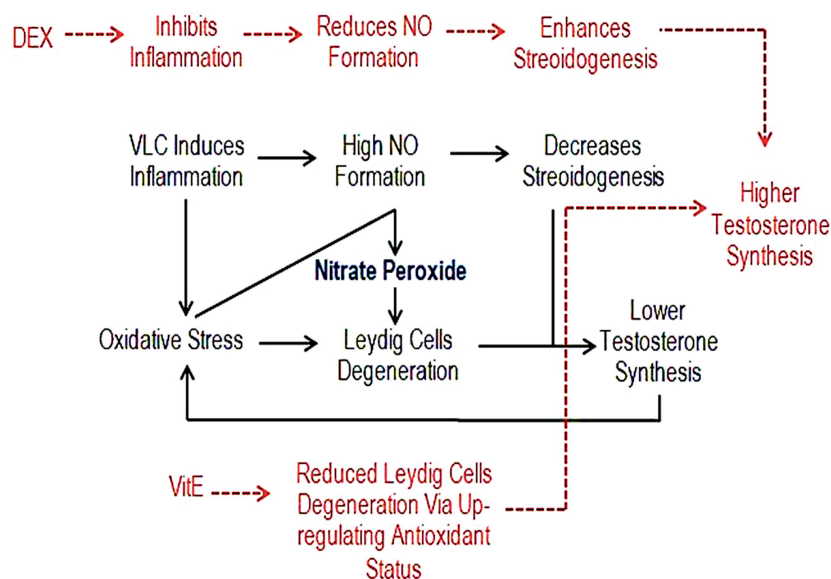 DEX
Inhibits
Inflammation
Reduces NO
Formation
Enhances
Streoidogenesis
VLC Induces
Inflammation
High NO
Formation
Decreases
Streoidogenesis
Higher
Testosterone
Synthesis
Nitrate Peroxide
Oxidative Stress
Leydig Cells
Degeneration
Lower
Testosterone
Synthesis
VitE
Reduced Leydig Cells
Degeneration Via Up-
regulating Antioxidant
Status